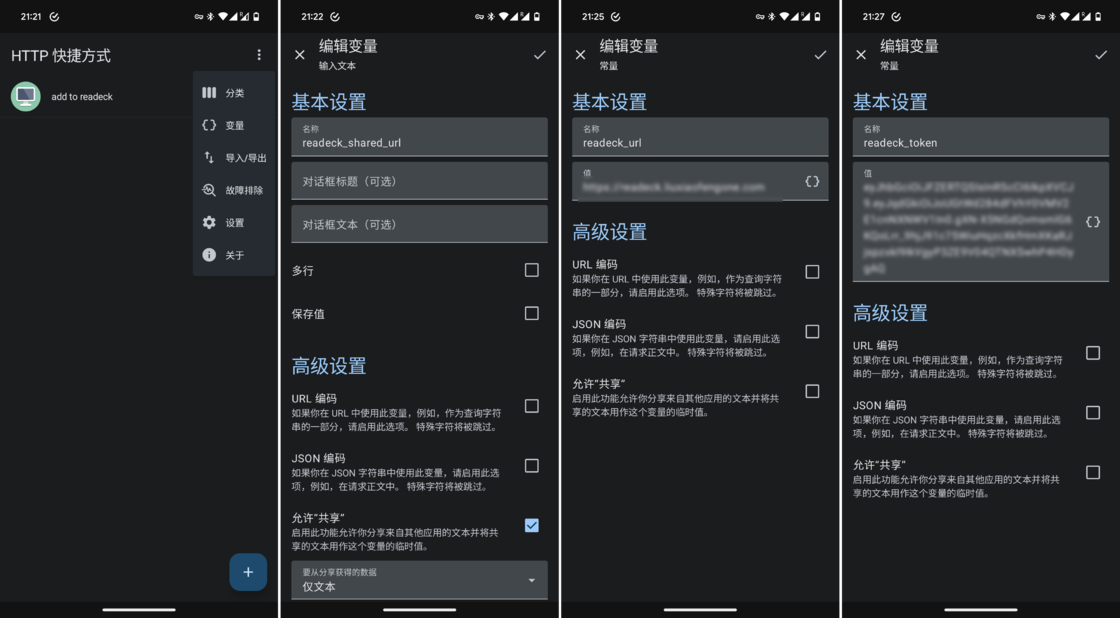 21:21
HTTP 快捷方式
add to readeck
分类
变量
导入/导出
故障排除
设置
关于
21:22
编辑变量
输入文本
基本设置
名称
readeck_shared_url
对话框标题（可选）
对话框文本（可选）
多行
保存值
高级设置
URL 编码
如果你在 URL 中使用此变量，例如，作为查询字符
串的一部分，请启用此选项。 特殊字符将被跳过。
JSON 编码
如果你在 JSON 字符串中使用此变量，请启用此选
项，例如，在请求正文中。 特殊字符将被跳过。
允许“共享”
启用此功能允许你分享来自其他应用的文本并将共
享的文本用作这个变量的临时值。
要从分享获得的数据
仅文本
21:25
编辑变量
常量
基本设置
名称
readeck_url
值
高级设置
URL 编码
如果你在 URL 中使用此变量，例如，作为查询字符
串的一部分，请启用此选项。 特殊字符将被跳过。
JSON 编码
如果你在 JSON 字符串中使用此变量，请启用此选
项，例如，在请求正文中。 特殊字符将被跳过。
允许“共享”
启用此功能允许你分享来自其他应用的文本并将共
享的文本用作这个变量的临时值。
21:27
编辑变量
常量
基本设置
名称
readeck_token
值
高级设置
URL 编码
如果你在 URL 中使用此变量，例如，作为查询字符
串的一部分，请启用此选项。 特殊字符将被跳过。
JSON 编码
如果你在 JSON 字符串中使用此变量，请启用此选
项，例如，在请求正文中。 特殊字符将被跳过。
允许“共享”
启用此功能允许你分享来自其他应用的文本并将共
享的文本用作这个变量的临时值。